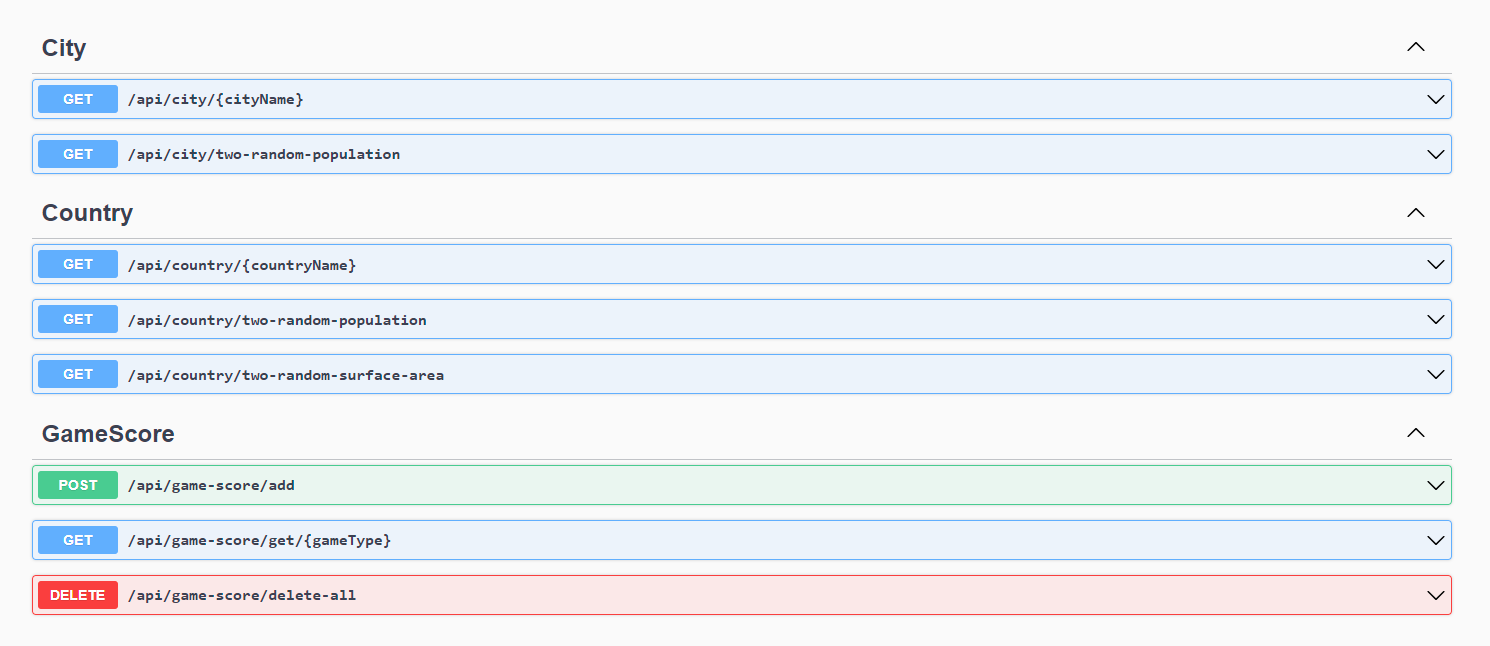 City
GET /api/city/{cityName}
GET /api/city/two-random-population
Country
GET /api/country/{countryName}
GET /api/country/two-random-population
GET /api/country/two-random-surface-area
GameScore
POST /api/game-score/add
GET /api/game-score/get/{gameType}
DELETE /api/game-score/delete-all